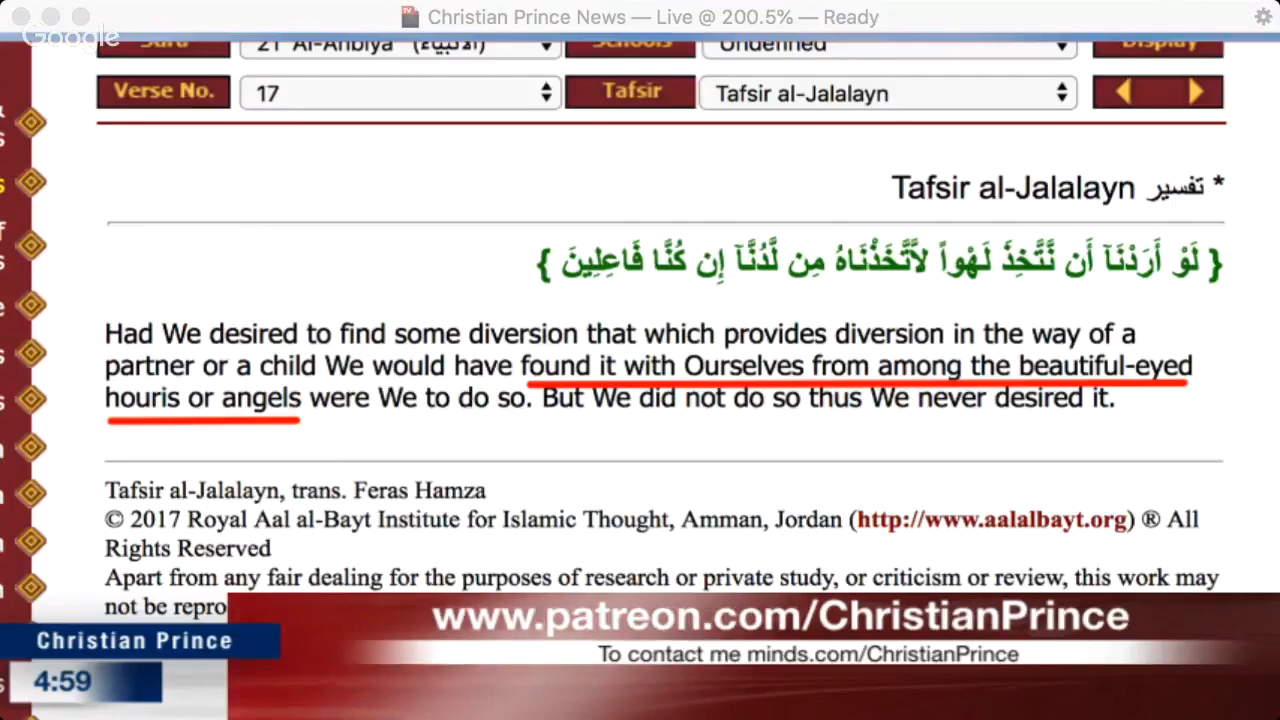 Christian Prince News — Live @ 200.5% — Ready
Google
Sura 21 Al-Anbiya (الأنبياء) Schools Undefined Display
Verse No. 17 Tafsir Tafsir al-Jalalayn
* تفسير Tafsir al-Jalalayn
{ لَوْ أَرَدْنَآ أَن نَّتَّخِذَ لَهْواً لاَّتَّخَذْنَاهُ مِن لَّدُنَّآ إِن كُنَّا فَاعِلِينَ }
Had We desired to find some diversion that which provides diversion in the way of a
partner or a child We would have found it with Ourselves from among the beautiful-eyed
houris or angels were We to do so. But We did not do so thus We never desired it.
Tafsir al-Jalalayn, trans. Feras Hamza
© 2017 Royal Aal al-Bayt Institute for Islamic Thought, Amman, Jordan (http://www.aalalbayt.org) ® All
Rights Reserved
Apart from any fair dealing for the purposes of research or private study, or criticism or review, this work may
not be repro
www.patreon.com/ChristianPrince
Christian Prince
To contact me minds.com/ChristianPrince
4:59